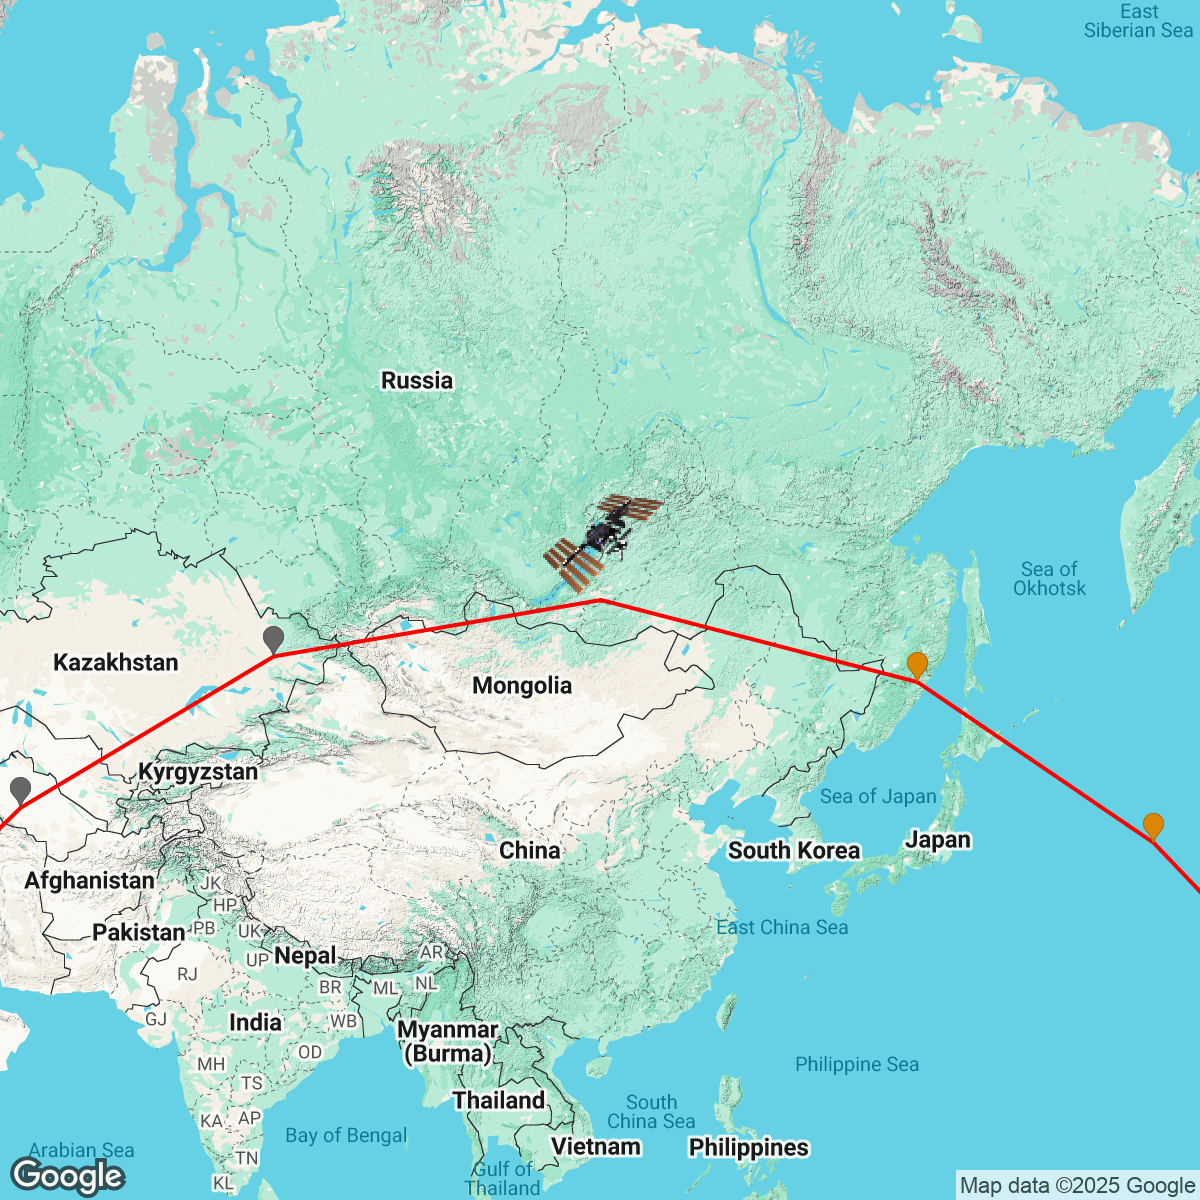 East
Siberian Sea
Russia
Sea of
Okhotsk
Kazakhstan
Mongolia
Kyrgyzstan
Sea of Japan
China
South Korea
Japan
Afghanistan
JK
HP
Pakistan
PB
UK
East China Sea
Nepal
UP
AR
RJ
BR
ML
NL
GJ
India
WB
Myanmar
(Burma)
OD
MH
Philippine Sea
TS
Thailand
South
China Sea
KA
AP
Bay of Bengal
Vietnam
Philippines
Arabian Sea
TN
Gulf of
Thailand
KL
Google
Map data ©2025 Google